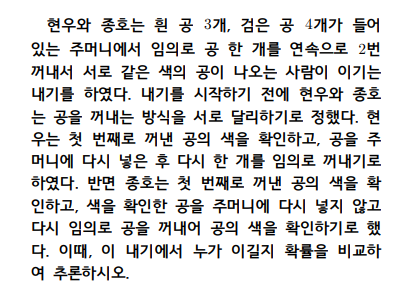 현우와 종호는 흰 공 3개, 검은 공 4개가 들어
있는 주머니에서 임의로 공 한 개를 연속으로 2번
꺼내서 서로 같은 색의 공이 나오는 사람이 이기는
내기를 하였다. 내기를 시작하기 전에 현우와 종호
는 공을 꺼내는 방식을 서로 달리하기로 정했다. 현
우는 첫 번째로 꺼낸 공의 색을 확인하고, 공을 주
머니에 다시 넣은 후 다시 한 개를 임의로 꺼내기로
하였다. 반면 종호는 첫 번째로 꺼낸 공의 색을 확
인하고, 색을 확인한 공을 주머니에 다시 넣지 않고
다시 임의로 공을 꺼내어 공의 색을 확인하기로 했
다. 이때, 이 내기에서 누가 이길지 확률을 비교하
여 추론하시오.